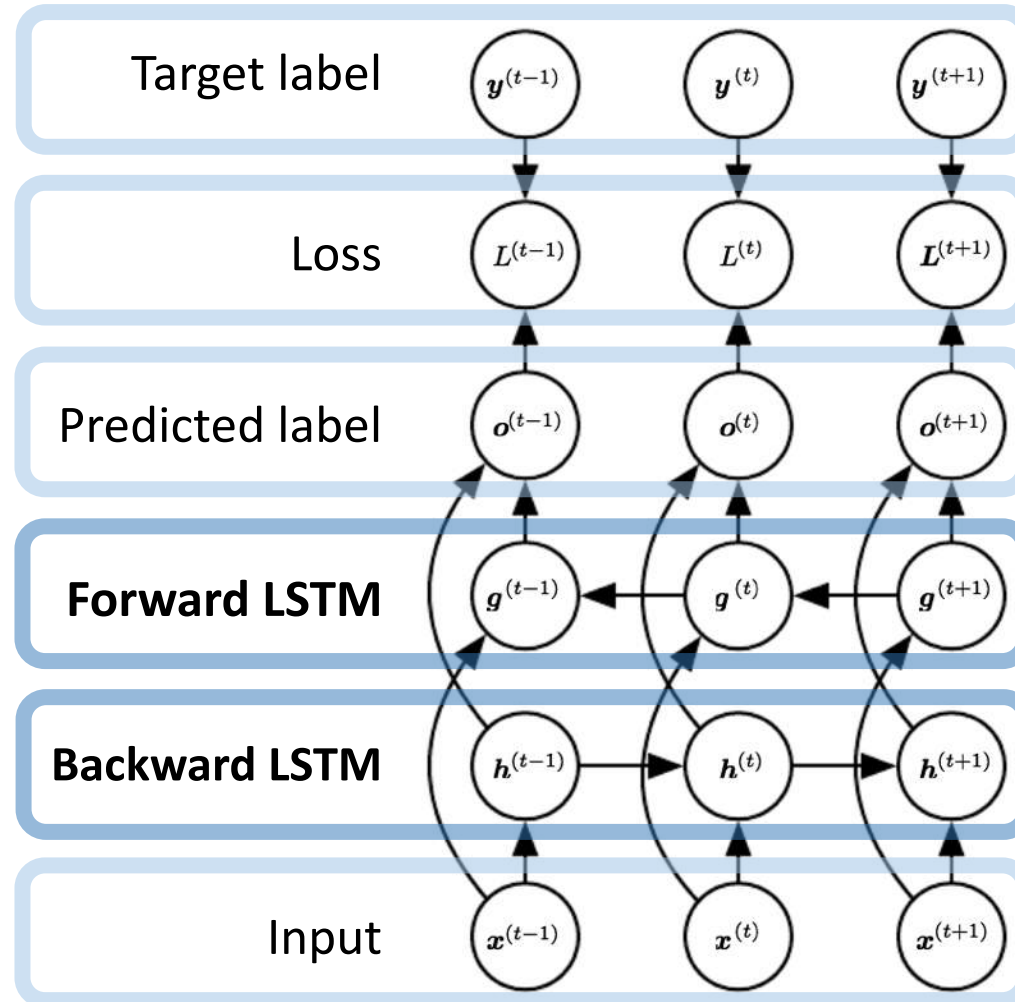 Target label y^(t−1) y^(t) y^(t+1)
Loss L^(t−1) L^(t) L^(t+1)
Predicted label o^(t−1) o^(t) o^(t+1)
Forward LSTM g^(t−1) g^(t) g^(t+1)
Backward LSTM h^(t−1) h^(t) h^(t+1)
Input x^(t−1) x^(t) x^(t+1)